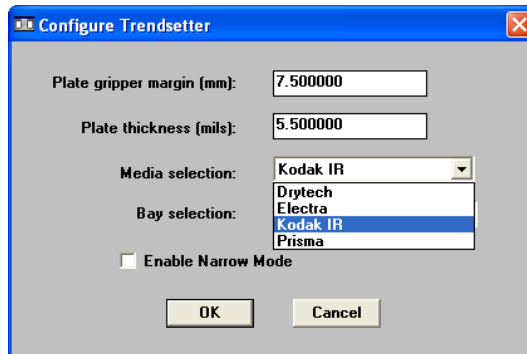 Configure Trendsetter
Plate gripper margin (mm): 7.500000
Plate thickness (mils): 5.500000
Media selection: Kodak IR
Drytech
Electra
Kodak IR
Prisma
Bay selection:
Enable Narrow Mode
OK Cancel